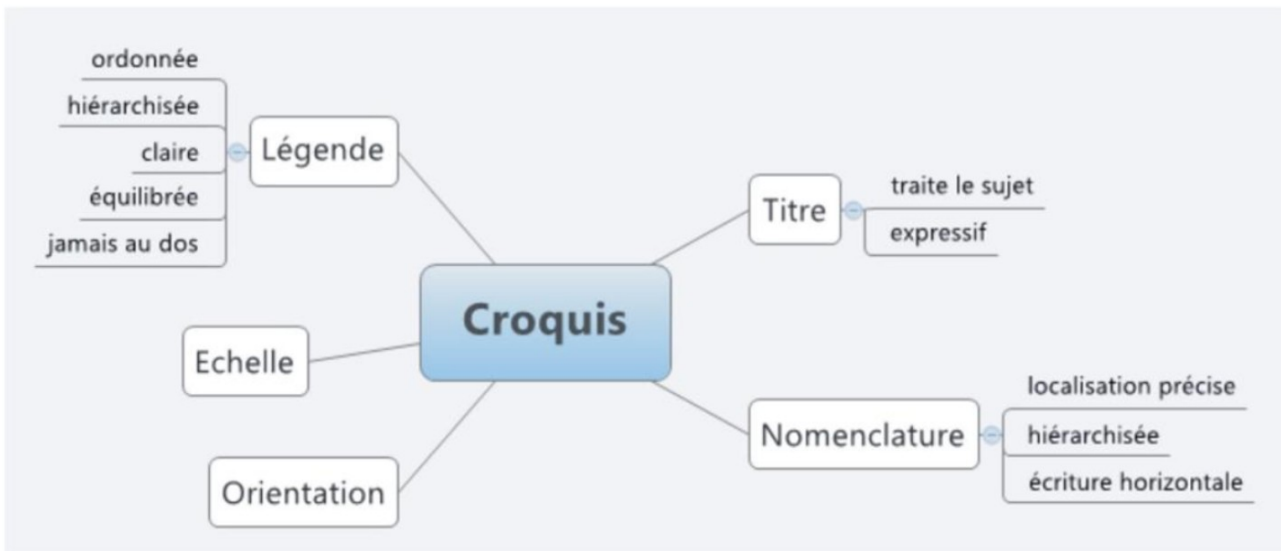 ordonnée
hiérarchisée
claire
équilibrée
jamais au dos
Légende
Titre
traite le sujet
expressif
Croquis
Echelle
Orientation
Nomenclature
localisation précise
hiérarchisée
écriture horizontale